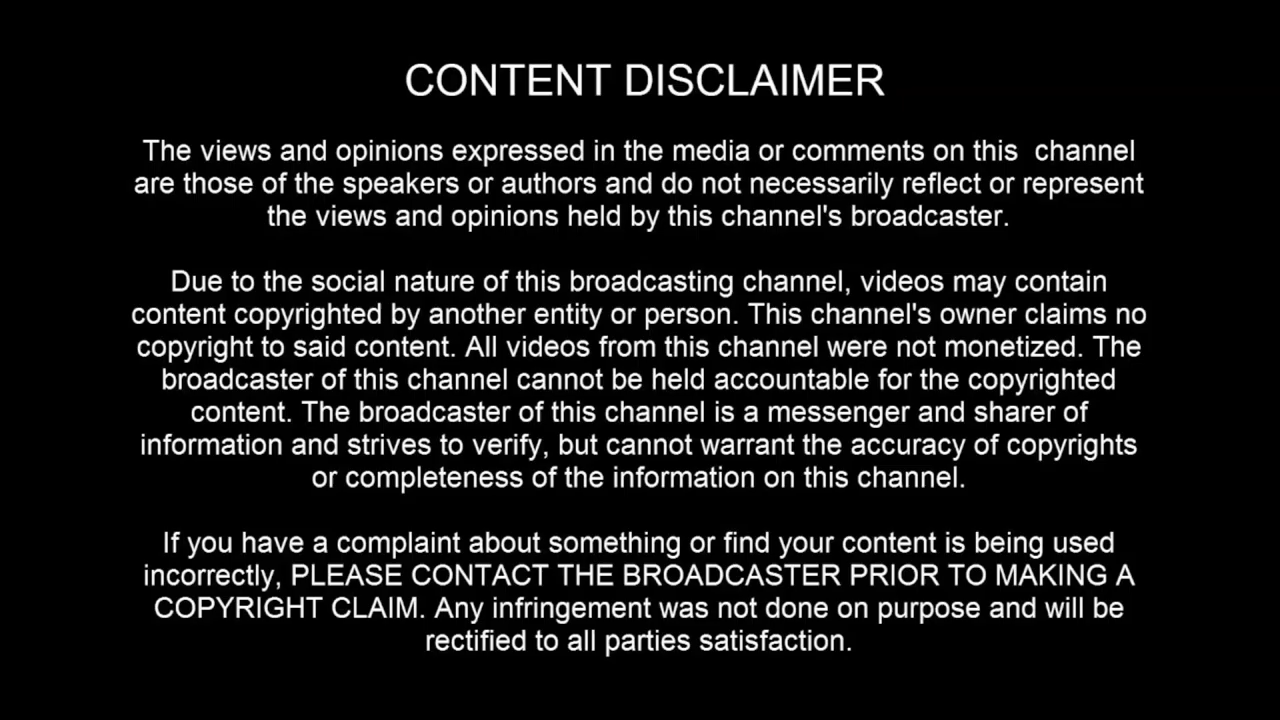 CONTENT DISCLAIMER
The views and opinions expressed in the media or comments on this  channel
are those of the speakers or authors and do not necessarily reflect or represent
the views and opinions held by this channel's broadcaster.
Due to the social nature of this broadcasting channel, videos may contain
content copyrighted by another entity or person. This channel's owner claims no
copyright to said content. All videos from this channel were not monetized. The
broadcaster of this channel cannot be held accountable for the copyrighted
content. The broadcaster of this channel is a messenger and sharer of
information and strives to verify, but cannot warrant the accuracy of copyrights
or completeness of the information on this channel.
If you have a complaint about something or find your content is being used
incorrectly, PLEASE CONTACT THE BROADCASTER PRIOR TO MAKING A
COPYRIGHT CLAIM. Any infringement was not done on purpose and will be
rectified to all parties satisfaction.